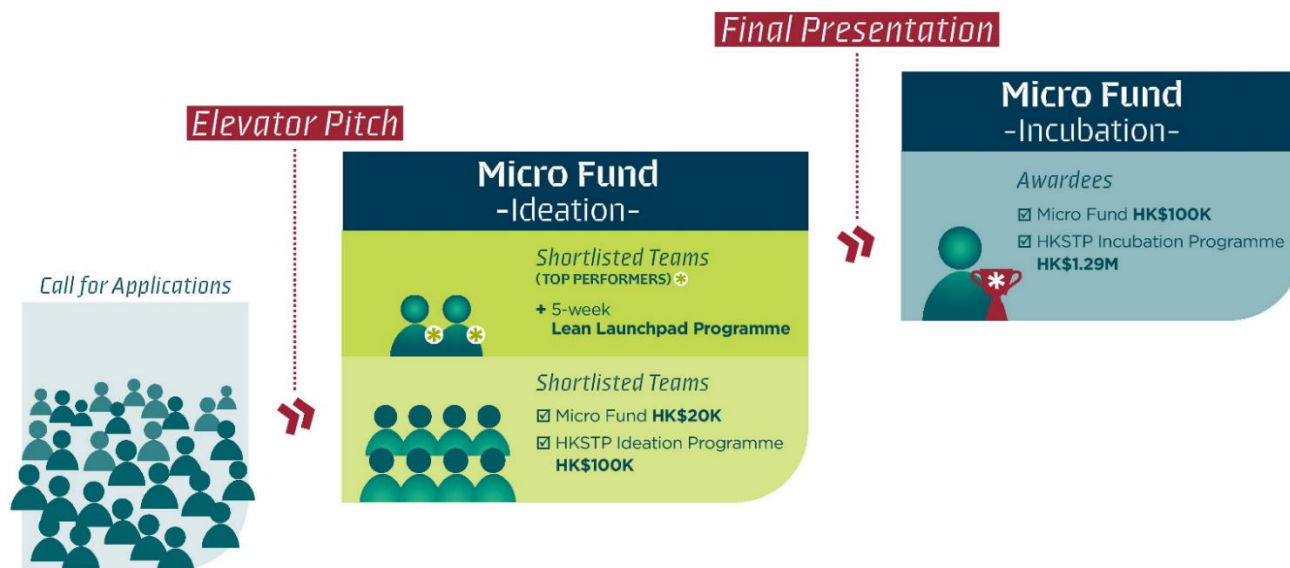 Call for Applications
Elevator Pitch
Micro Fund
-Ideation-
Shortlisted Teams
(TOP PERFORMERS)
+ 5-week
Lean Launchpad Programme
Shortlisted Teams
☑ Micro Fund HK$20K
☑ HKSTP Ideation Programme
HK$100K
Final Presentation
Micro Fund
-Incubation-
Awardees
☑ Micro Fund HK$100K
☑ HKSTP Incubation Programme
HK$1.29M